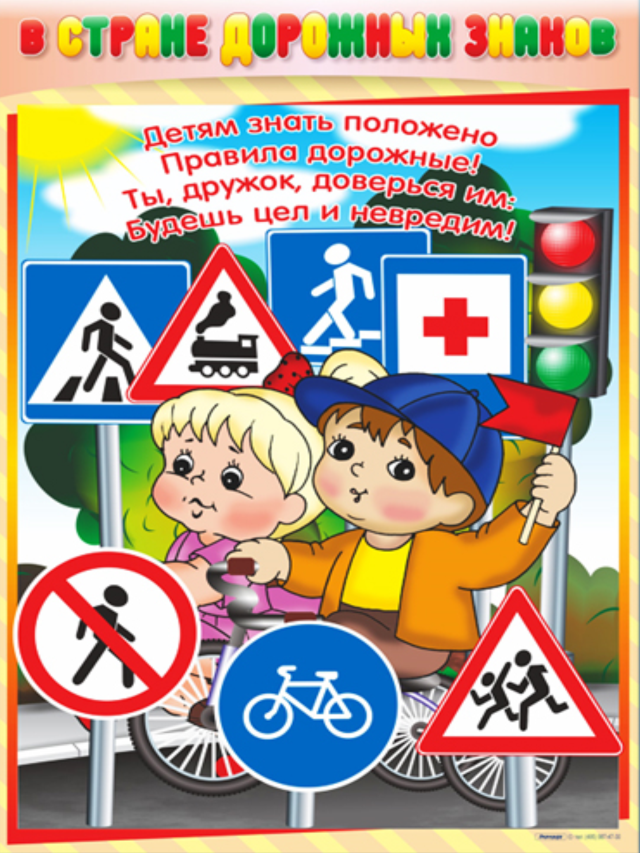 В СТРАНЕ ДОРОЖНЫХ ЗНАКОВ
Детям знать положено
Правила дорожные!
Ты, дружок, доверься им:
Будешь цел и невредим!